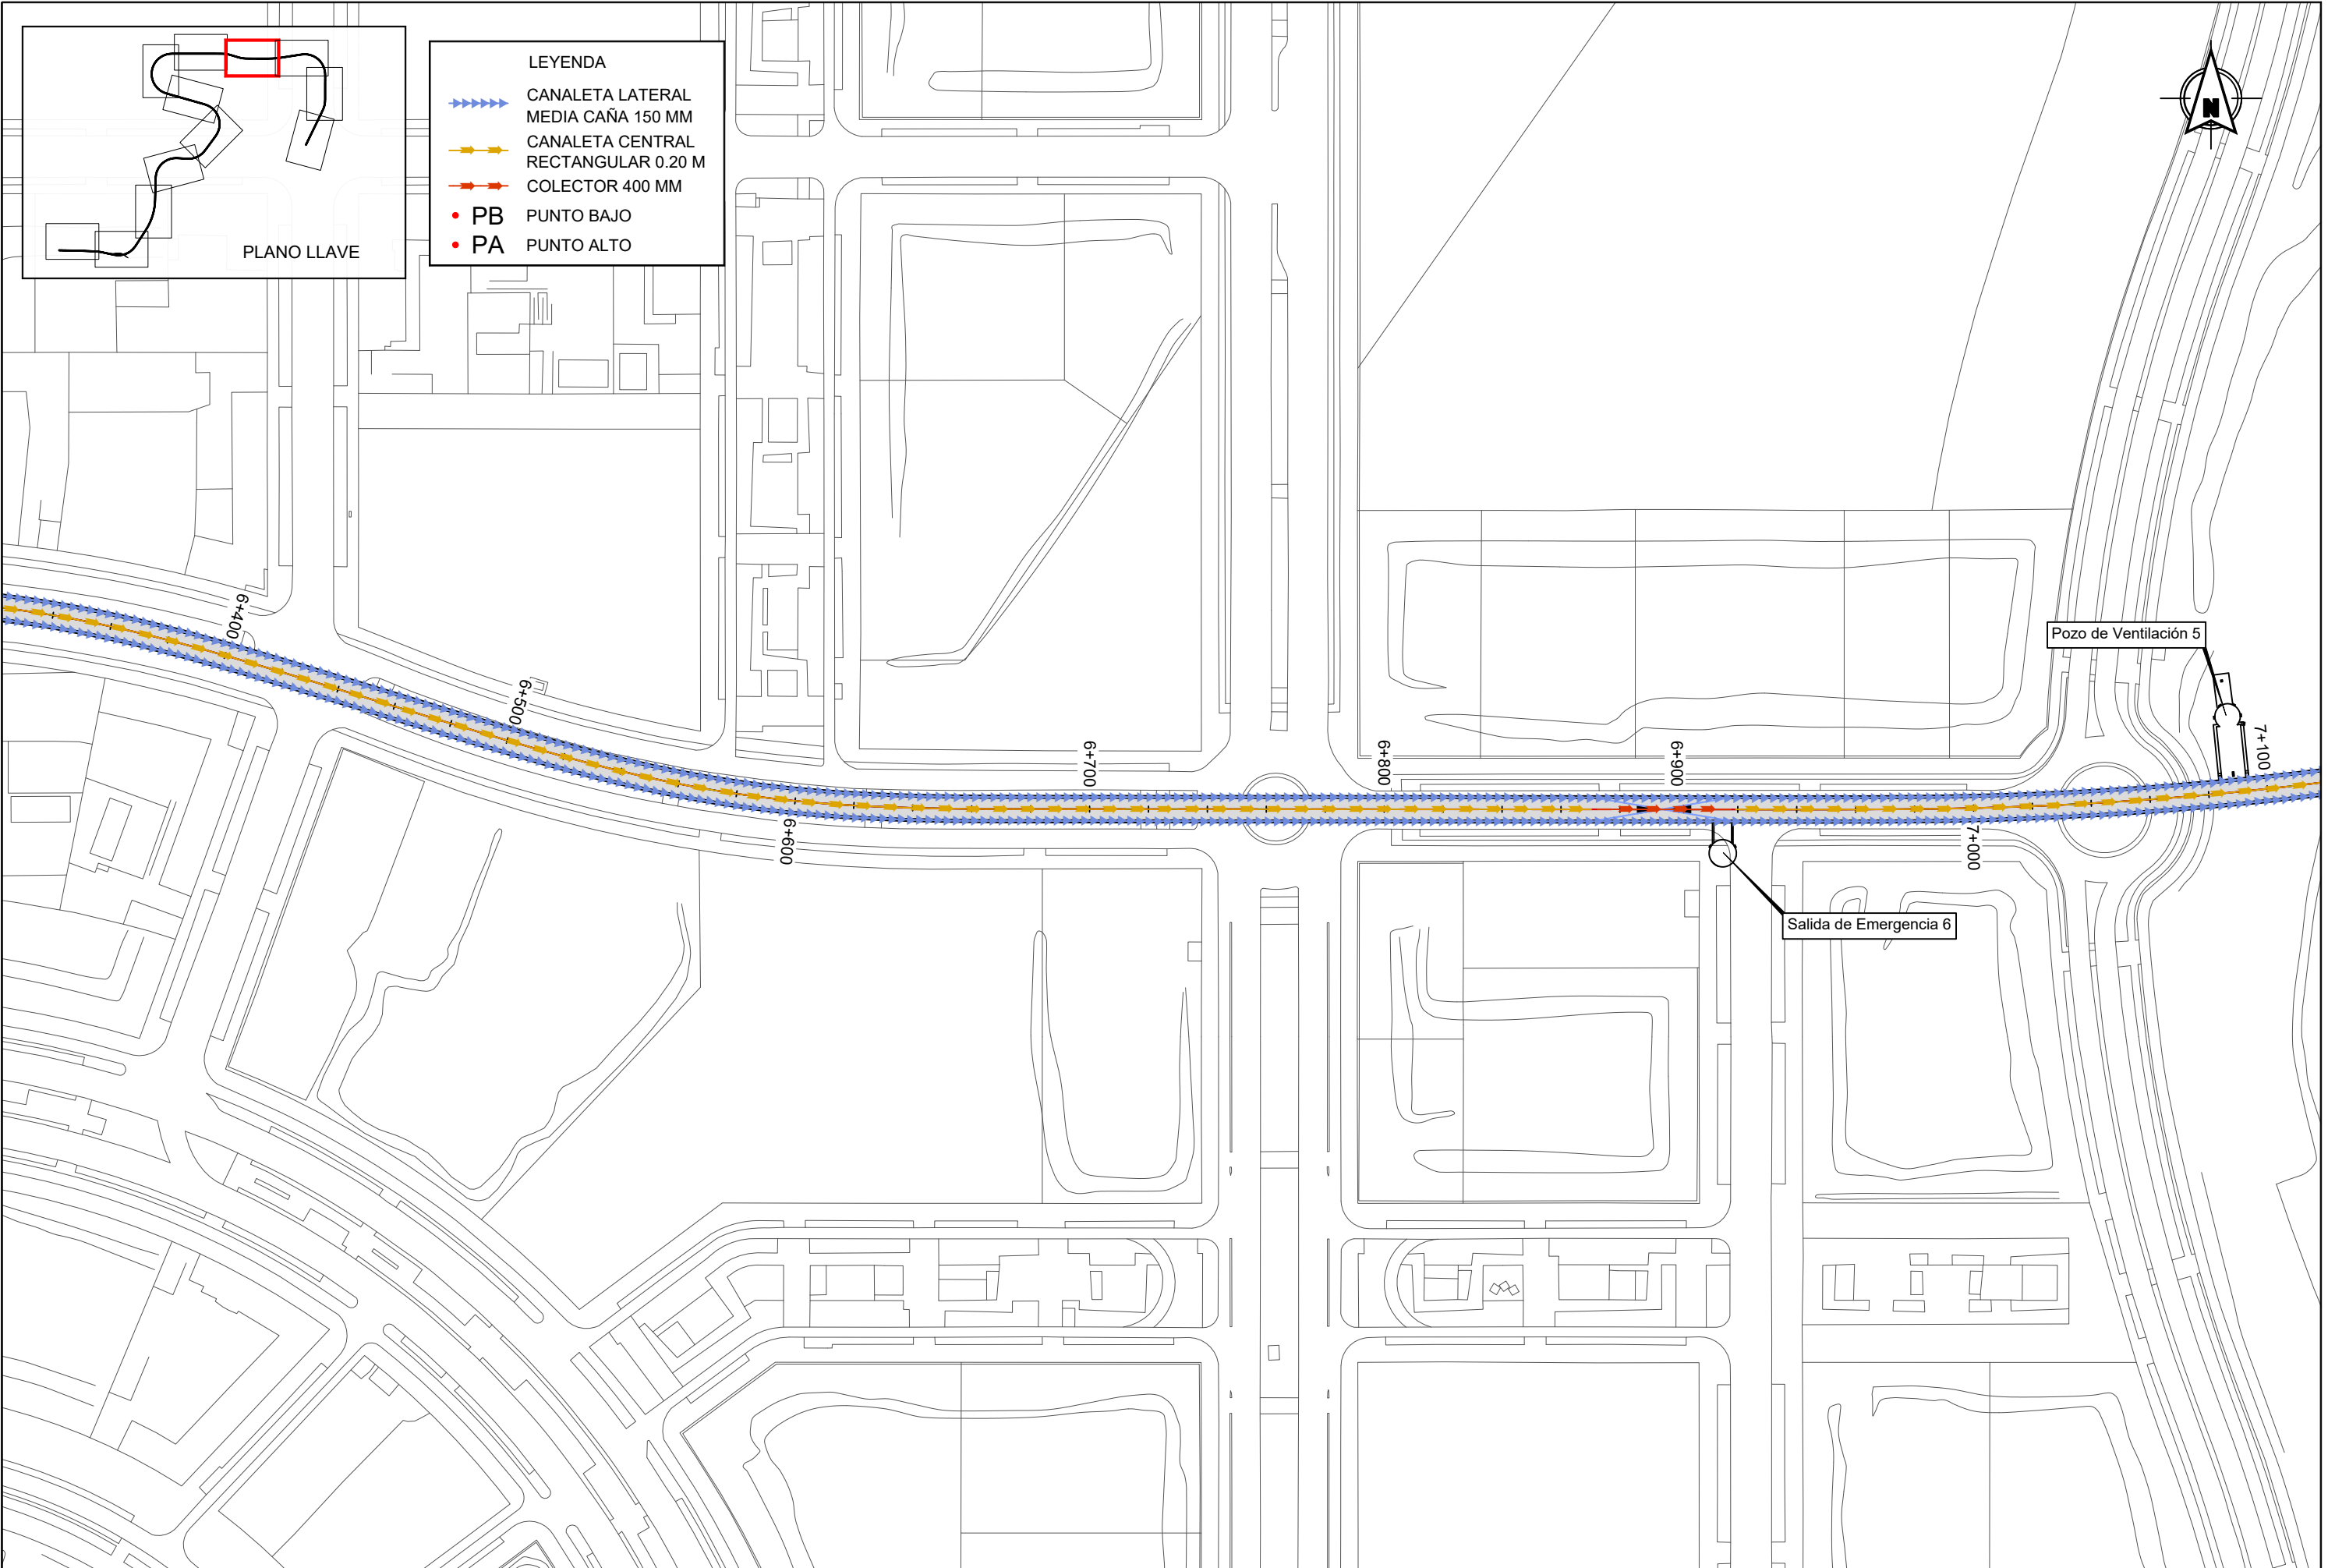 PLANO LLAVE
LEYENDA
CANALETA LATERAL
MEDIA CAÑA 150 MM
CANALETA CENTRAL
RECTANGULAR 0.20 M
COLECTOR 400 MM
PB PUNTO BAJO
PA PUNTO ALTO
N
6+400
6+500
6+600
6+700
6+800
6+900
7+000
7+100
Pozo de Ventilación 5
Salida de Emergencia 6